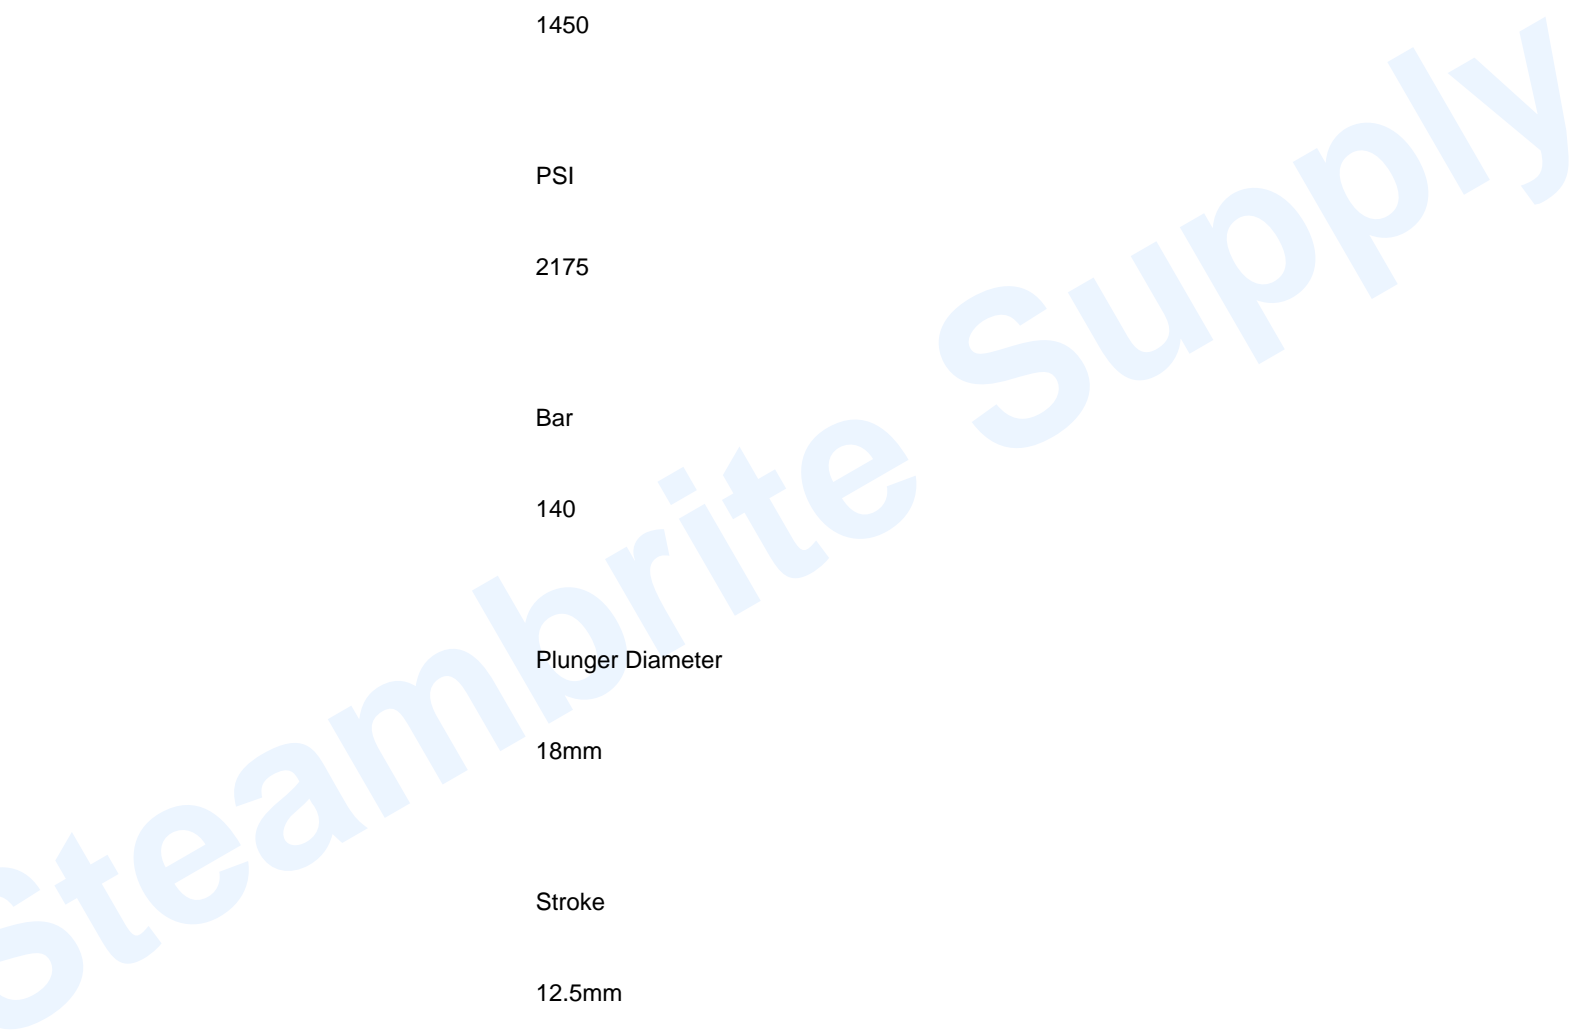 1450
PSI
2175
Bar
140
Plunger Diameter
18mm
Stroke
12.5mm
Steambrite Supply